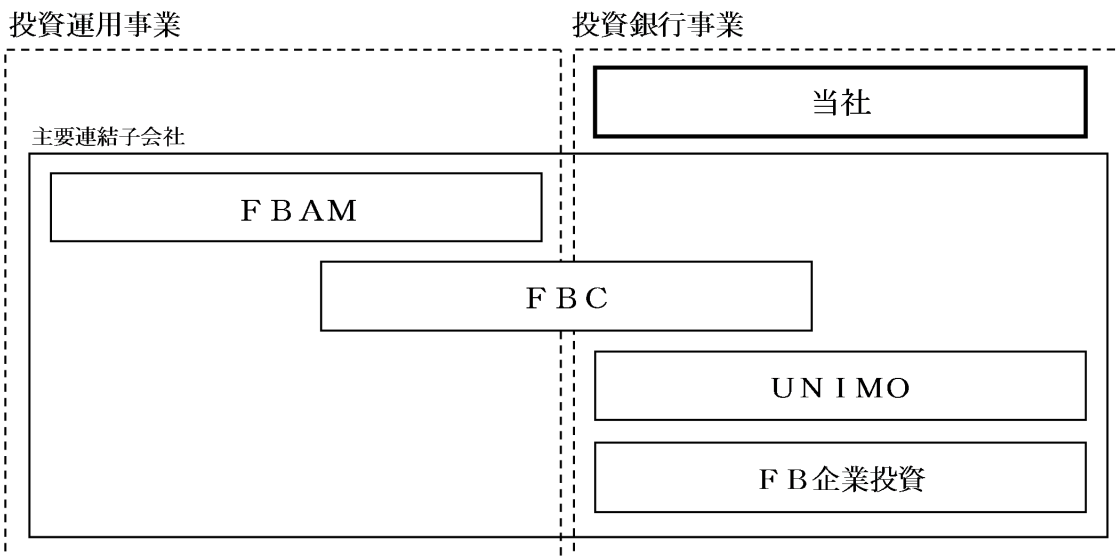 投資運用事業
投資銀行事業
当社
主要連結子会社
ＦＢＡＭ
ＦＢＣ
ＵＮＩＭＯ
ＦＢ企業投資